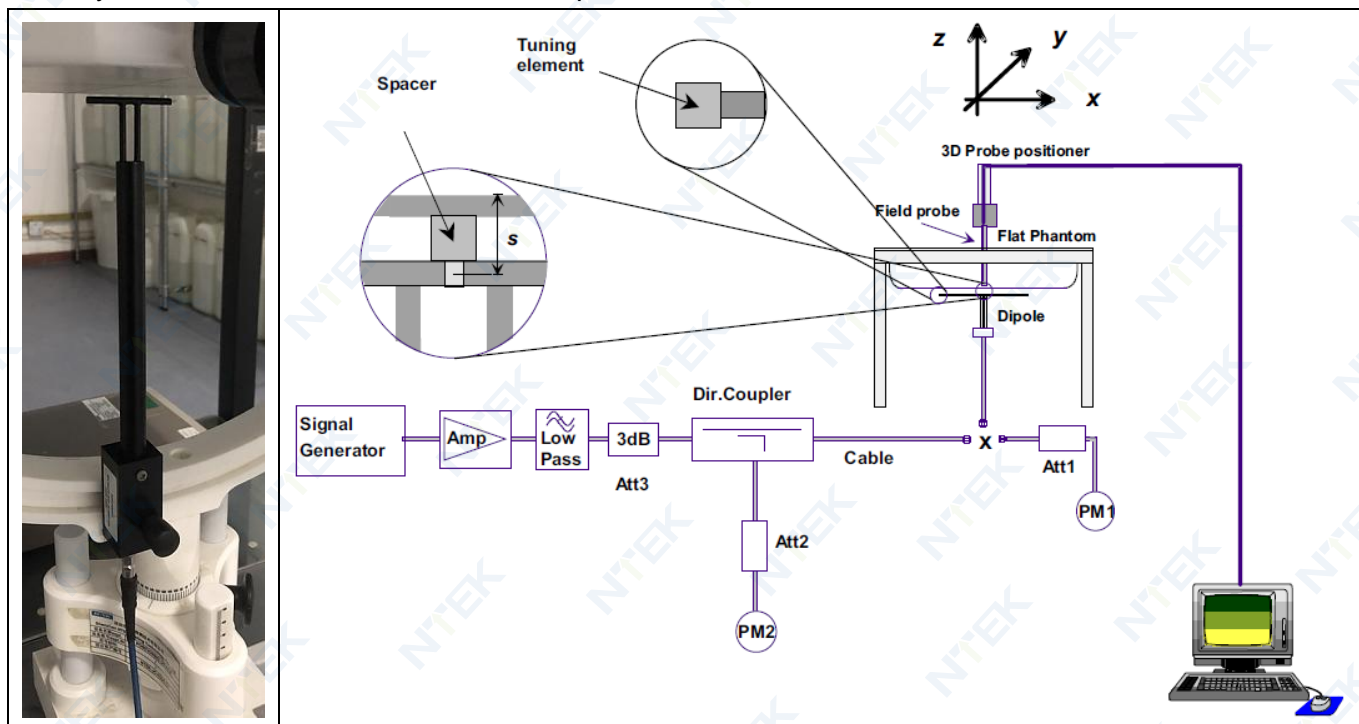 Tuning
element
Spacer
s
z
y
x
3D Probe positioner
Field probe
Flat Phantom
Dipole
Dir.Coupler
Signal
Generator
Amp
Low
Pass
3dB
Att3
Cable
x
Att1
PM1
Att2
PM2
NTEK